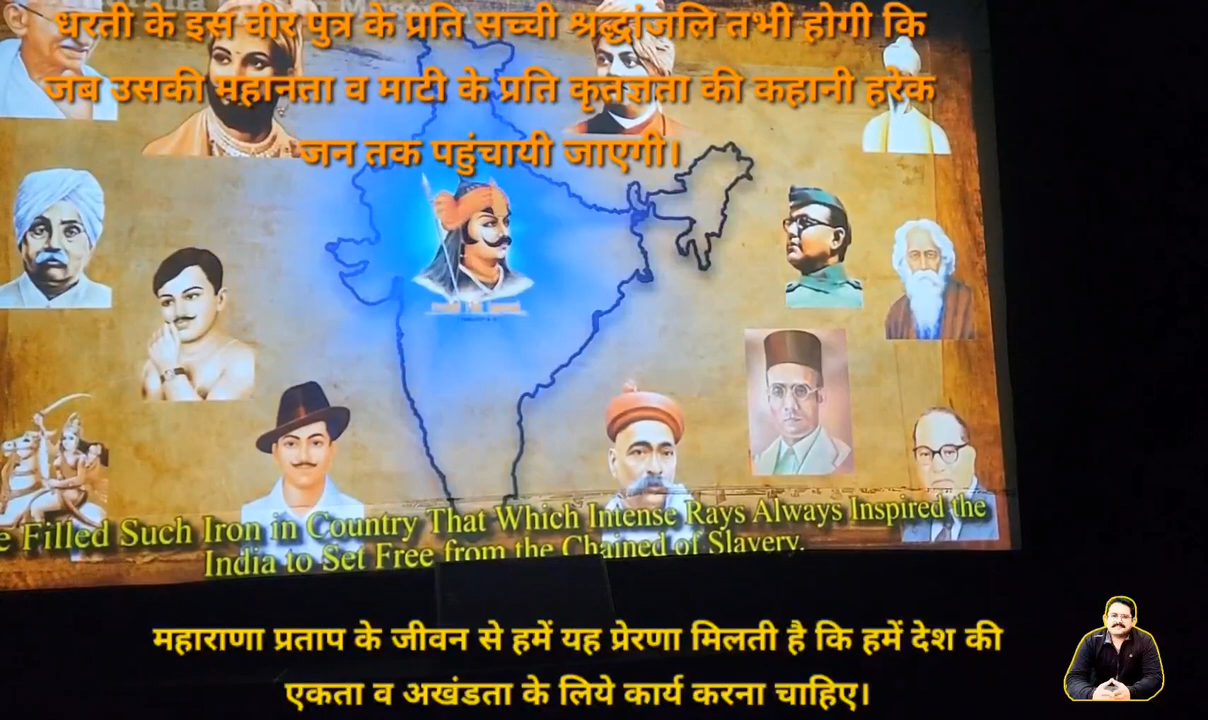 धरती के इस वीर पुत्र के प्रति सच्ची श्रद्धांजलि तभी होगी कि
जब उसकी महानता व माटी के प्रति कृतज्ञता की कहानी हरेक
जन तक पहुंचायी जाएगी।
e Filled Such Iron in Country That Which Intense Rays Always Inspired the
India to Set Free from the Chained of Slavery.
महाराणा प्रताप के जीवन से हमें यह प्रेरणा मिलती है कि हमें देश की
एकता व अखंडता के लिये कार्य करना चाहिए।